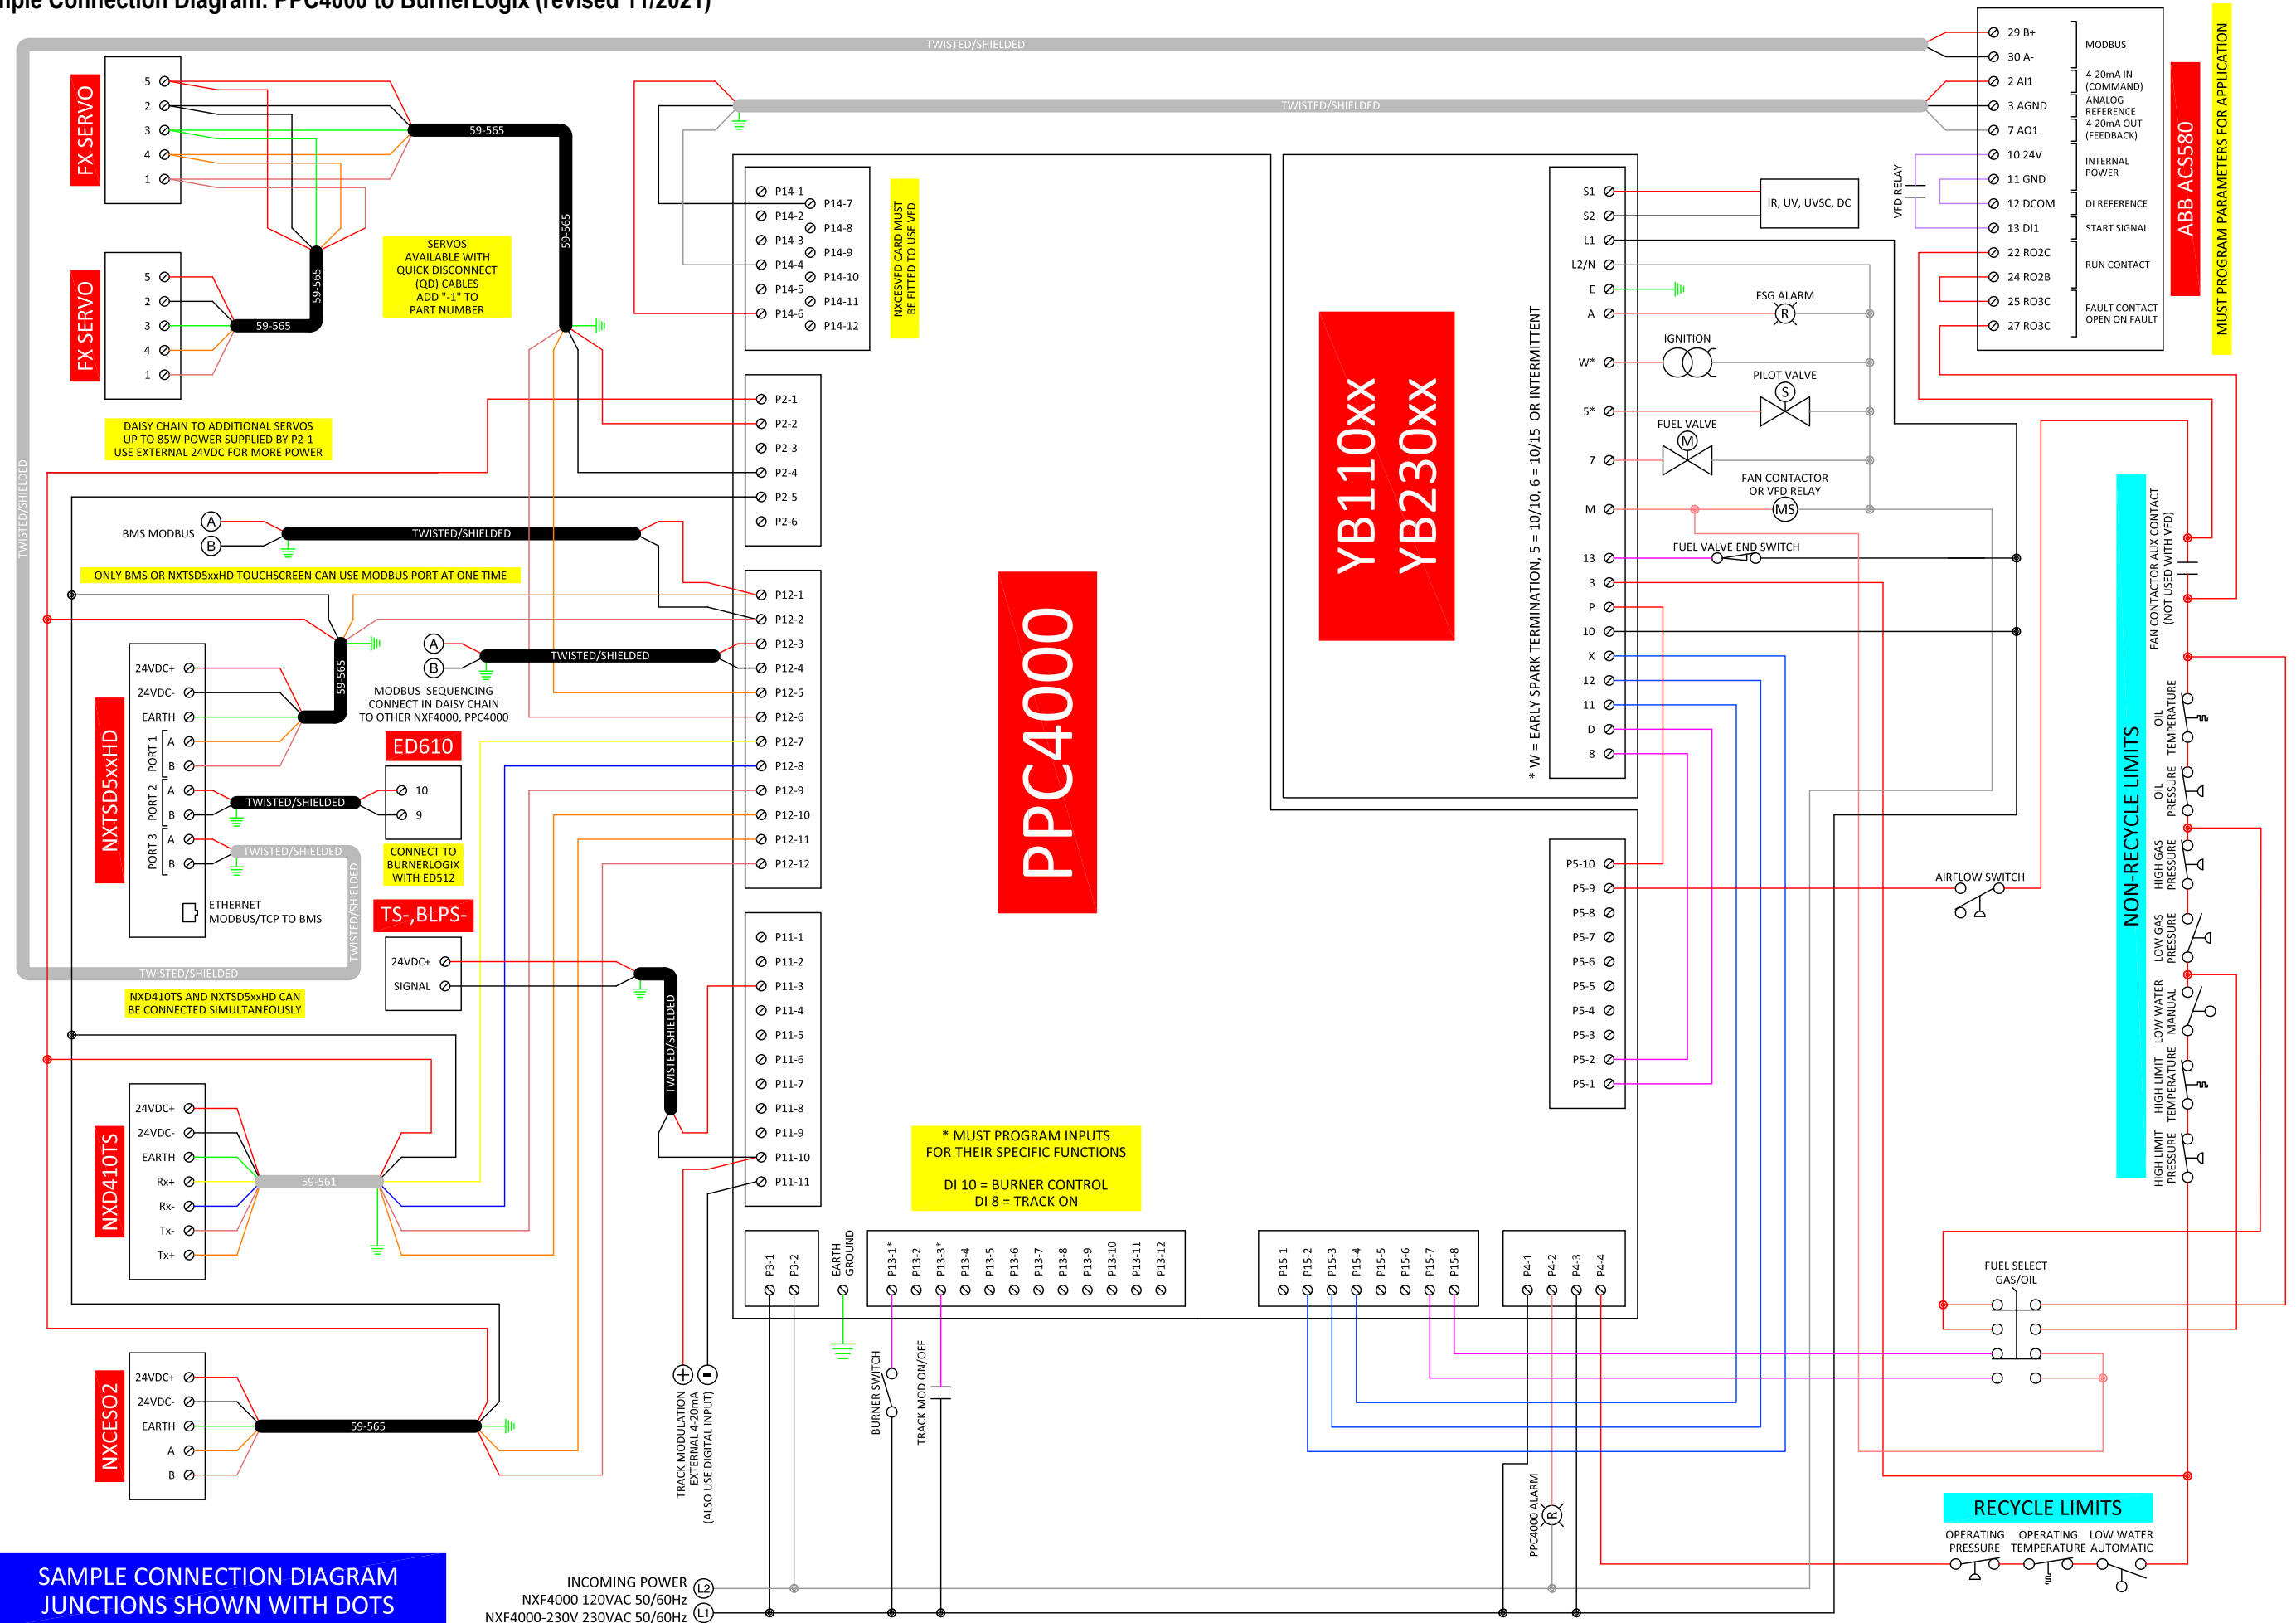 mple Connection Diagram: PPC4000 to BurnerLogix (revised 11/2021)
TWISTED/SHIELDED
TWISTED/SHIELDED
TWISTED/SHIELDED
TWISTED/SHIELDED
TWISTED/SHIELDED
FX SERVO
5
2
3
4
1
59-565
59-565
FX SERVO
5
2
3
4
1
59-565
59-565
SERVOS
AVAILABLE WITH
QUICK DISCONNECT
(QD) CABLES
ADD "-1" TO
PART NUMBER
DAISY CHAIN TO ADDITIONAL SERVOS
UP TO 85W POWER SUPPLIED BY P2-1
USE EXTERNAL 24VDC FOR MORE POWER
BMS MODBUS
A
B
TWISTED/SHIELDED
ONLY BMS OR NXTSD5xxHD TOUCHSCREEN CAN USE MODBUS PORT AT ONE TIME
NXTSD5xxHD
24VDC+
24VDC-
EARTH
PORT 1
A
B
PORT 2
A
B
PORT 3
A
B
ETHERNET
MODBUS/TCP TO BMS
59-565
A
B
TWISTED/SHIELDED
MODBUS SEQUENCING
CONNECT IN DAISY CHAIN
TO OTHER NXF4000, PPC4000
TWISTED/SHIELDED
TWISTED/SHIELDED
ED610
10
9
CONNECT TO
BURNERLOGIX
WITH ED512
TS-,BLPS-
24VDC+
SIGNAL
TWISTED/SHIELDED
NXD410TS AND NXTSD5xxHD CAN
BE CONNECTED SIMULTANEOUSLY
NXD410TS
24VDC+
24VDC-
EARTH
Rx+
Rx-
Tx-
Tx+
59-561
NXCESO2
24VDC+
24VDC-
EARTH
A
B
59-565
SAMPLE CONNECTION DIAGRAM
JUNCTIONS SHOWN WITH DOTS
P14-1
P14-2
P14-3
P14-4
P14-5
P14-6
P14-7
P14-8
P14-9
P14-10
P14-11
P14-12
NXCESVFD CARD MUST
BE FITTED TO USE VFD
P2-1
P2-2
P2-3
P2-4
P2-5
P2-6
P12-1
P12-2
P12-3
P12-4
P12-5
P12-6
P12-7
P12-8
P12-9
P12-10
P12-11
P12-12
P11-1
P11-2
P11-3
P11-4
P11-5
P11-6
P11-7
P11-8
P11-9
P11-10
P11-11
PPC4000
* MUST PROGRAM INPUTS
FOR THEIR SPECIFIC FUNCTIONS
DI 10 = BURNER CONTROL
DI 8 = TRACK ON
P3-1
P3-2
EARTH
GROUND
P13-1*
P13-2
P13-3*
P13-4
P13-5
P13-6
P13-7
P13-8
P13-9
P13-10
P13-11
P13-12
P15-1
P15-2
P15-3
P15-4
P15-5
P15-6
P15-7
P15-8
P4-1
P4-2
P4-3
P4-4
TRACK MODULATION
EXTERNAL 4-20mA
(ALSO USE DIGITAL INPUT)
BURNER SWITCH
TRACK MOD ON/OFF
PPC4000 ALARM
R
INCOMING POWER
NXF4000 120VAC 50/60Hz
NXF4000-230V 230VAC 50/60Hz
L2
L1
YB110xx
YB230xx
* W = EARLY SPARK TERMINATION, 5 = 10/10, 6 = 10/15 OR INTERMITTENT
S1
S2
L1
L2/N
E
A
W*
5*
7
M
13
3
P
10
X
12
11
D
8
IR, UV, UVSC, DC
FSG ALARM
R
IGNITION
PILOT VALVE
S
FUEL VALVE
M
FAN CONTACTOR
OR VFD RELAY
MS
FUEL VALVE END SWITCH
P5-10
P5-9
P5-8
P5-7
P5-6
P5-5
P5-4
P5-3
P5-2
P5-1
29 B+
30 A-
2 AI1
3 AGND
7 AO1
10 24V
11 GND
12 DCOM
13 DI1
22 RO2C
24 RO2B
25 RO3C
27 RO3C
MODBUS
4-20mA IN
(COMMAND)
ANALOG
REFERENCE
4-20mA OUT
(FEEDBACK)
INTERNAL
POWER
DI REFERENCE
START SIGNAL
RUN CONTACT
FAULT CONTACT
OPEN ON FAULT
VFD RELAY
ABB ACS580
MUST PROGRAM PARAMETERS FOR APPLICATION
FAN CONTACTOR AUX CONTACT
(NOT USED WITH VFD)
NON-RECYCLE LIMITS
OIL
TEMPERATURE
OIL
PRESSURE
HIGH GAS
PRESSURE
LOW GAS
PRESSURE
LOW WATER
MANUAL
HIGH LIMIT
TEMPERATURE
HIGH LIMIT
PRESSURE
AIRFLOW SWITCH
FUEL SELECT
GAS/OIL
RECYCLE LIMITS
OPERATING
PRESSURE
OPERATING
TEMPERATURE
LOW WATER
AUTOMATIC